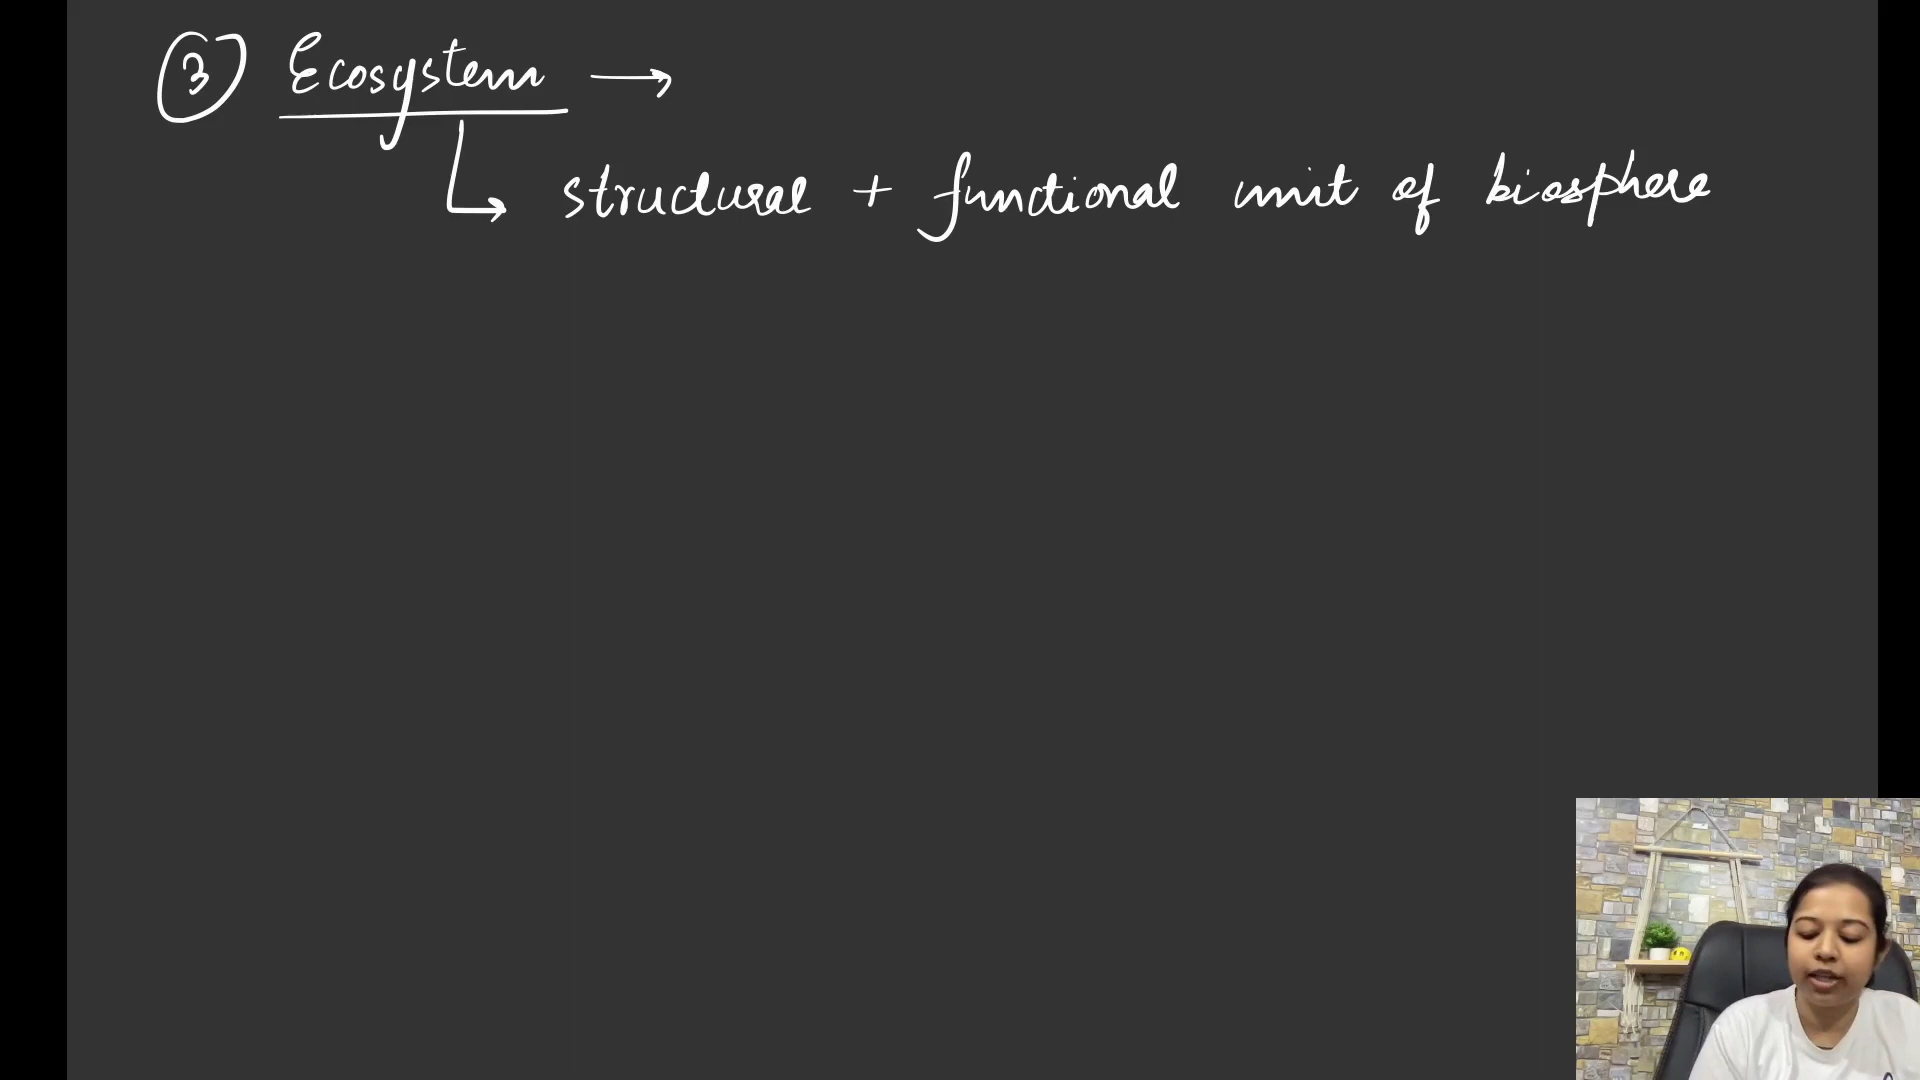 ③ Ecosystem →
↳ structural + functional unit of biosphere